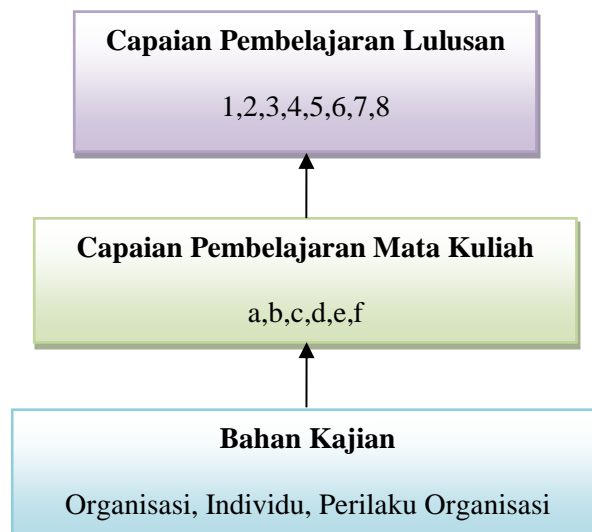 Capaian Pembelajaran Lulusan
1,2,3,4,5,6,7,8
Capaian Pembelajaran Mata Kuliah
a,b,c,d,e,f
Bahan Kajian
Organisasi, Individu, Perilaku Organisasi